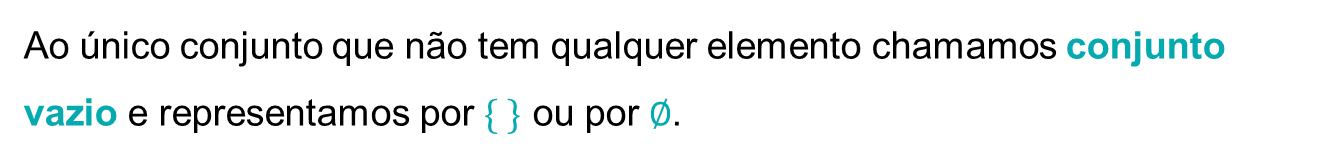 Ao único conjunto que não tem qualquer elemento chamamos conjunto
vazio e representamos por { } ou por ∅.